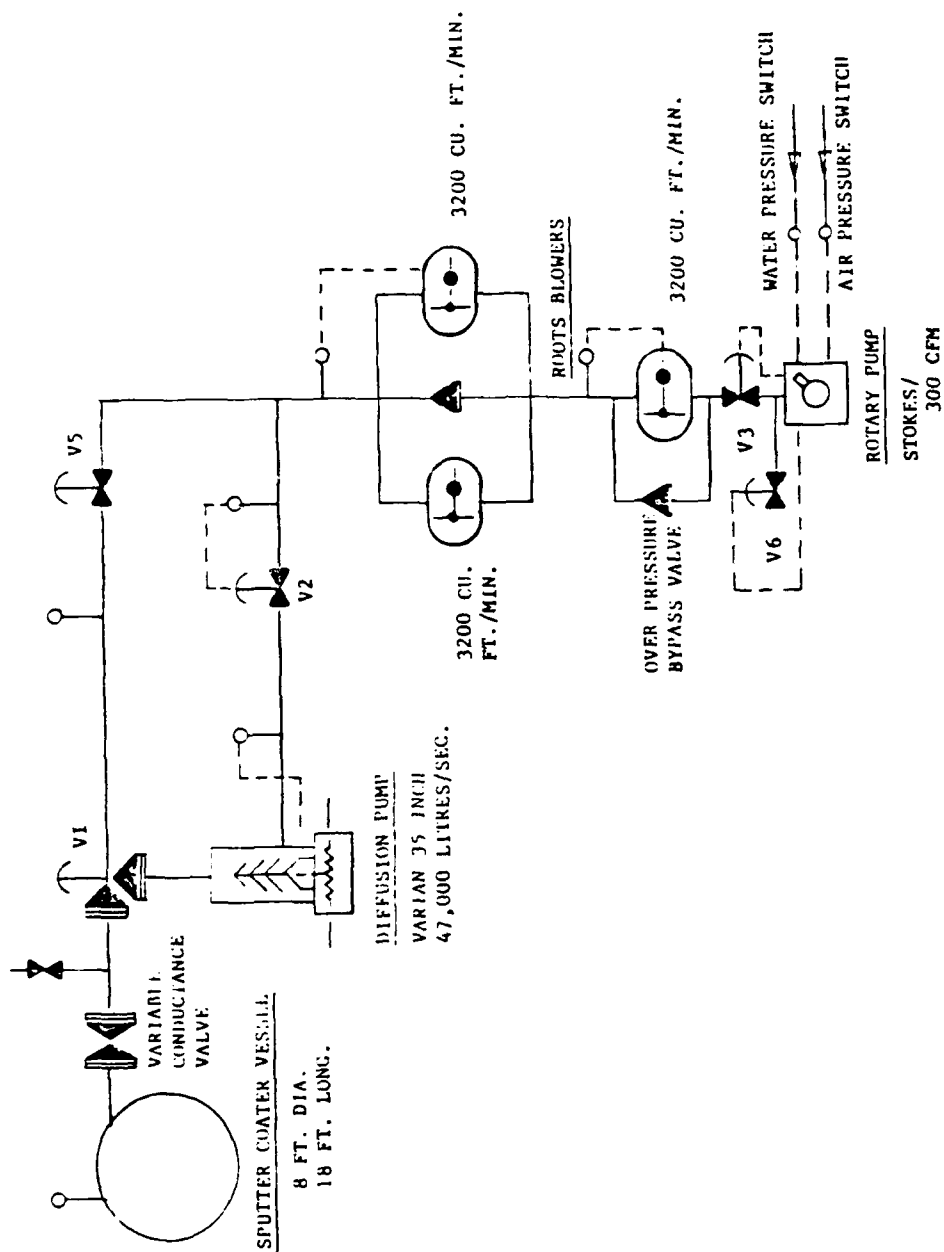 V1
V5
V2
VARIABLE
CONDUCTANCE
VALVE
SPUTTER COATER VESSEL
8 FT. DIA.
18 FT. LONG.
DIFFUSION PUMP
VARIAN 35 INCH
47,000 LITRES/SEC.
3200 CU. FT./MIN.
3200 CU.
FT./MIN.
ROOTS BLOWERS
3200 CU. FT./MIN.
OVER PRESSURE
BYPASS VALVE
V3
V6
WATER PRESSURE SWITCH
AIR PRESSURE SWITCH
ROTARY PUMP
STOKES/
300 CFM